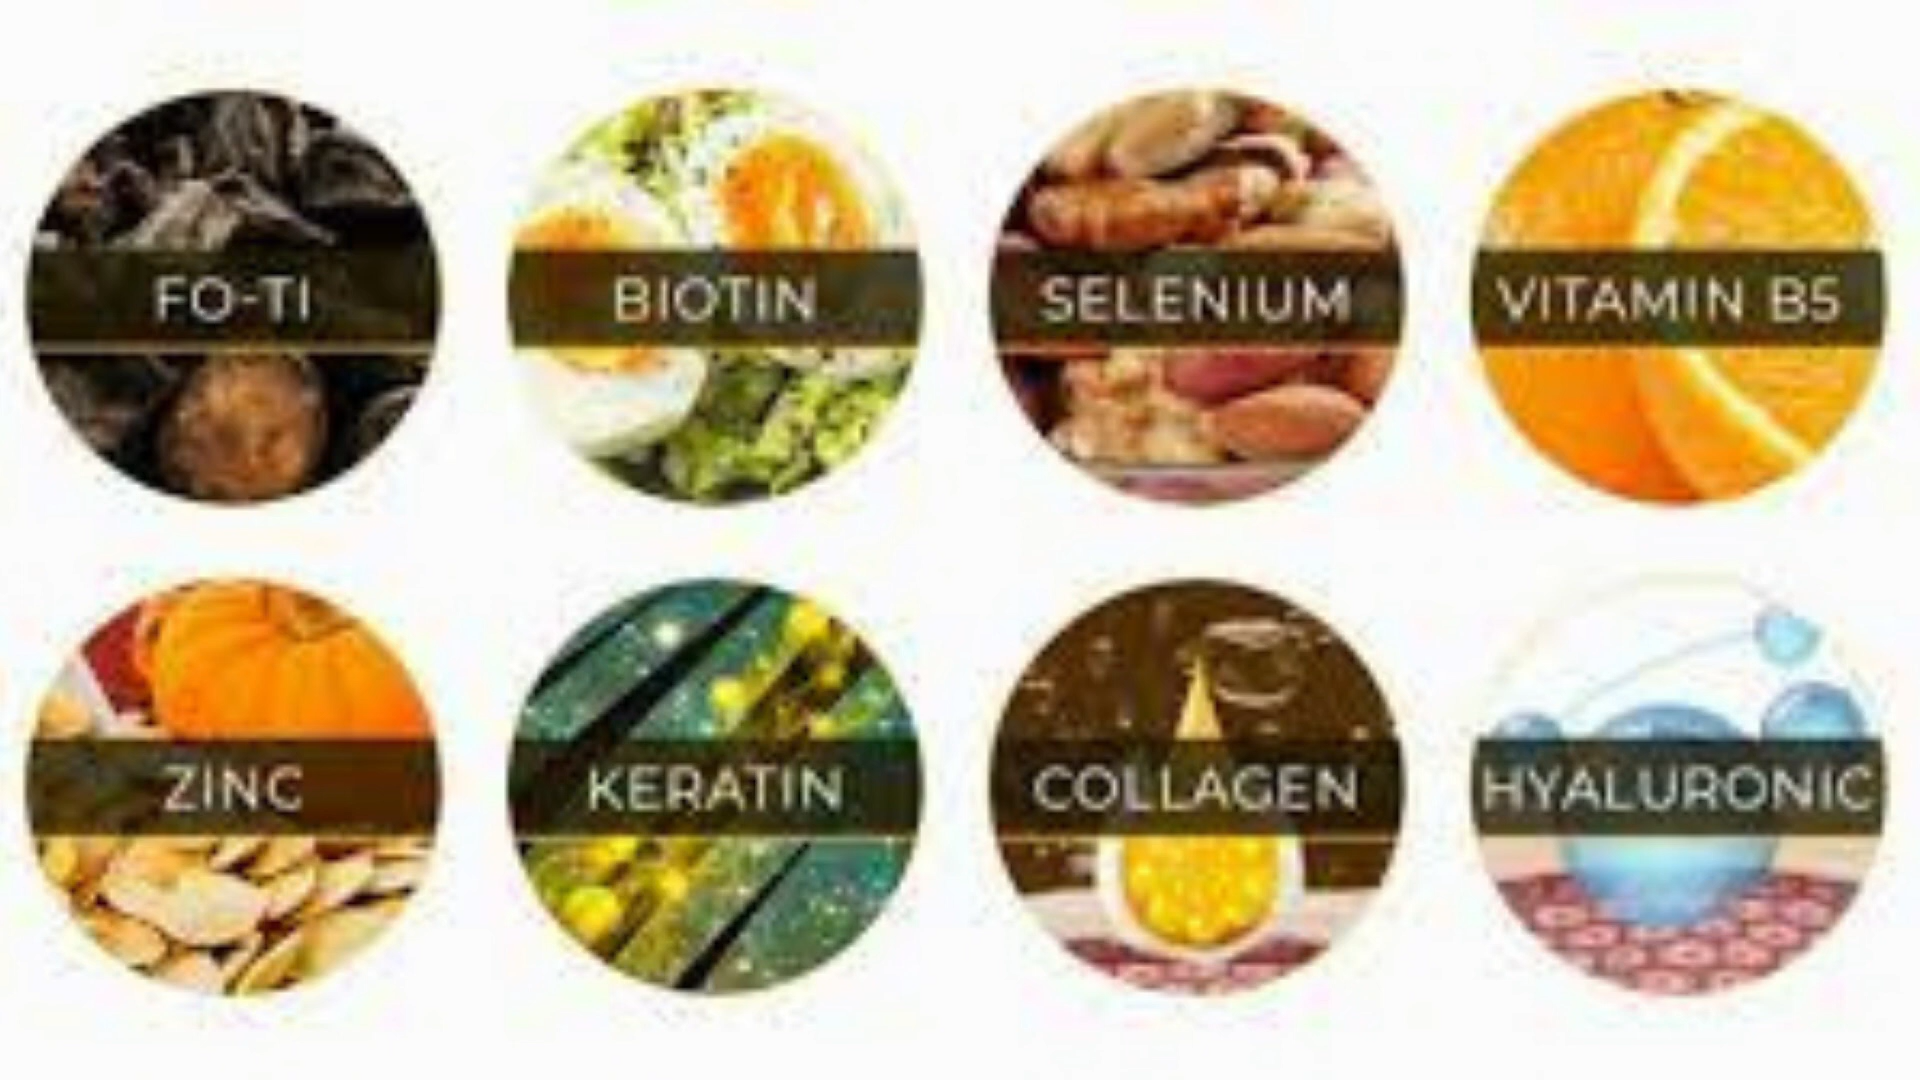 FO-TI
BIOTIN
SELENIUM
VITAMIN B5
ZINC
KERATIN
COLLAGEN
HYALURONIC